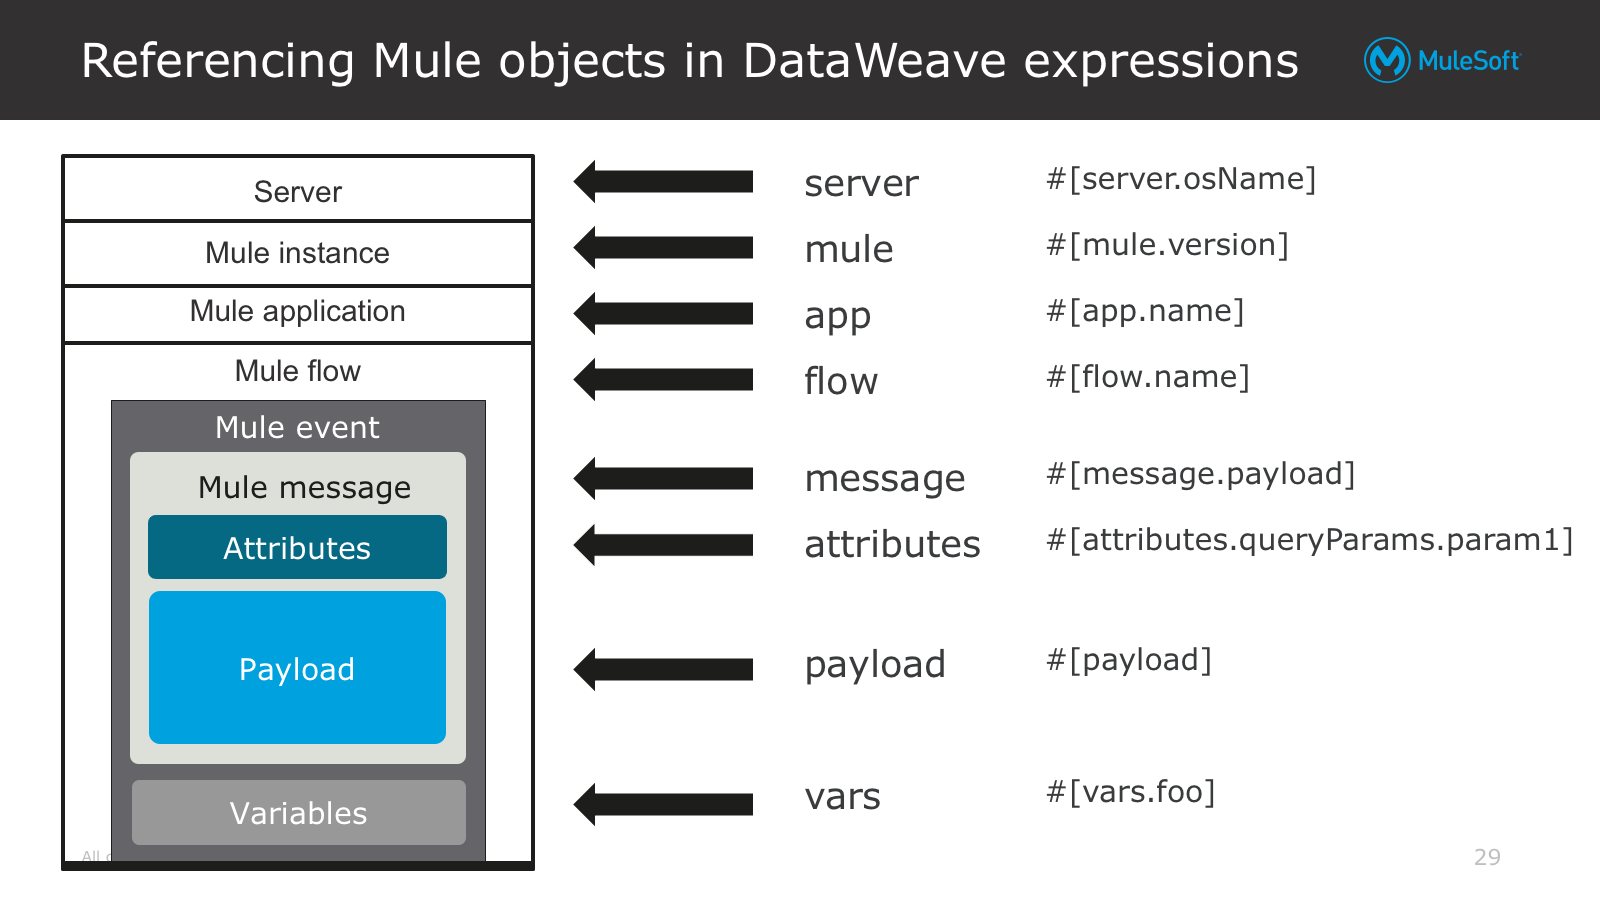 Referencing Mule objects in DataWeave expressions
MuleSoft
Server
server
#[server.osName]
Mule instance
mule
#[mule.version]
Mule application
app
#[app.name]
Mule flow
flow
#[flow.name]
Mule event
Mule message
message
#[message.payload]
Attributes
attributes
#[attributes.queryParams.param1]
Payload
payload
#[payload]
Variables
vars
#[vars.foo]
All
29